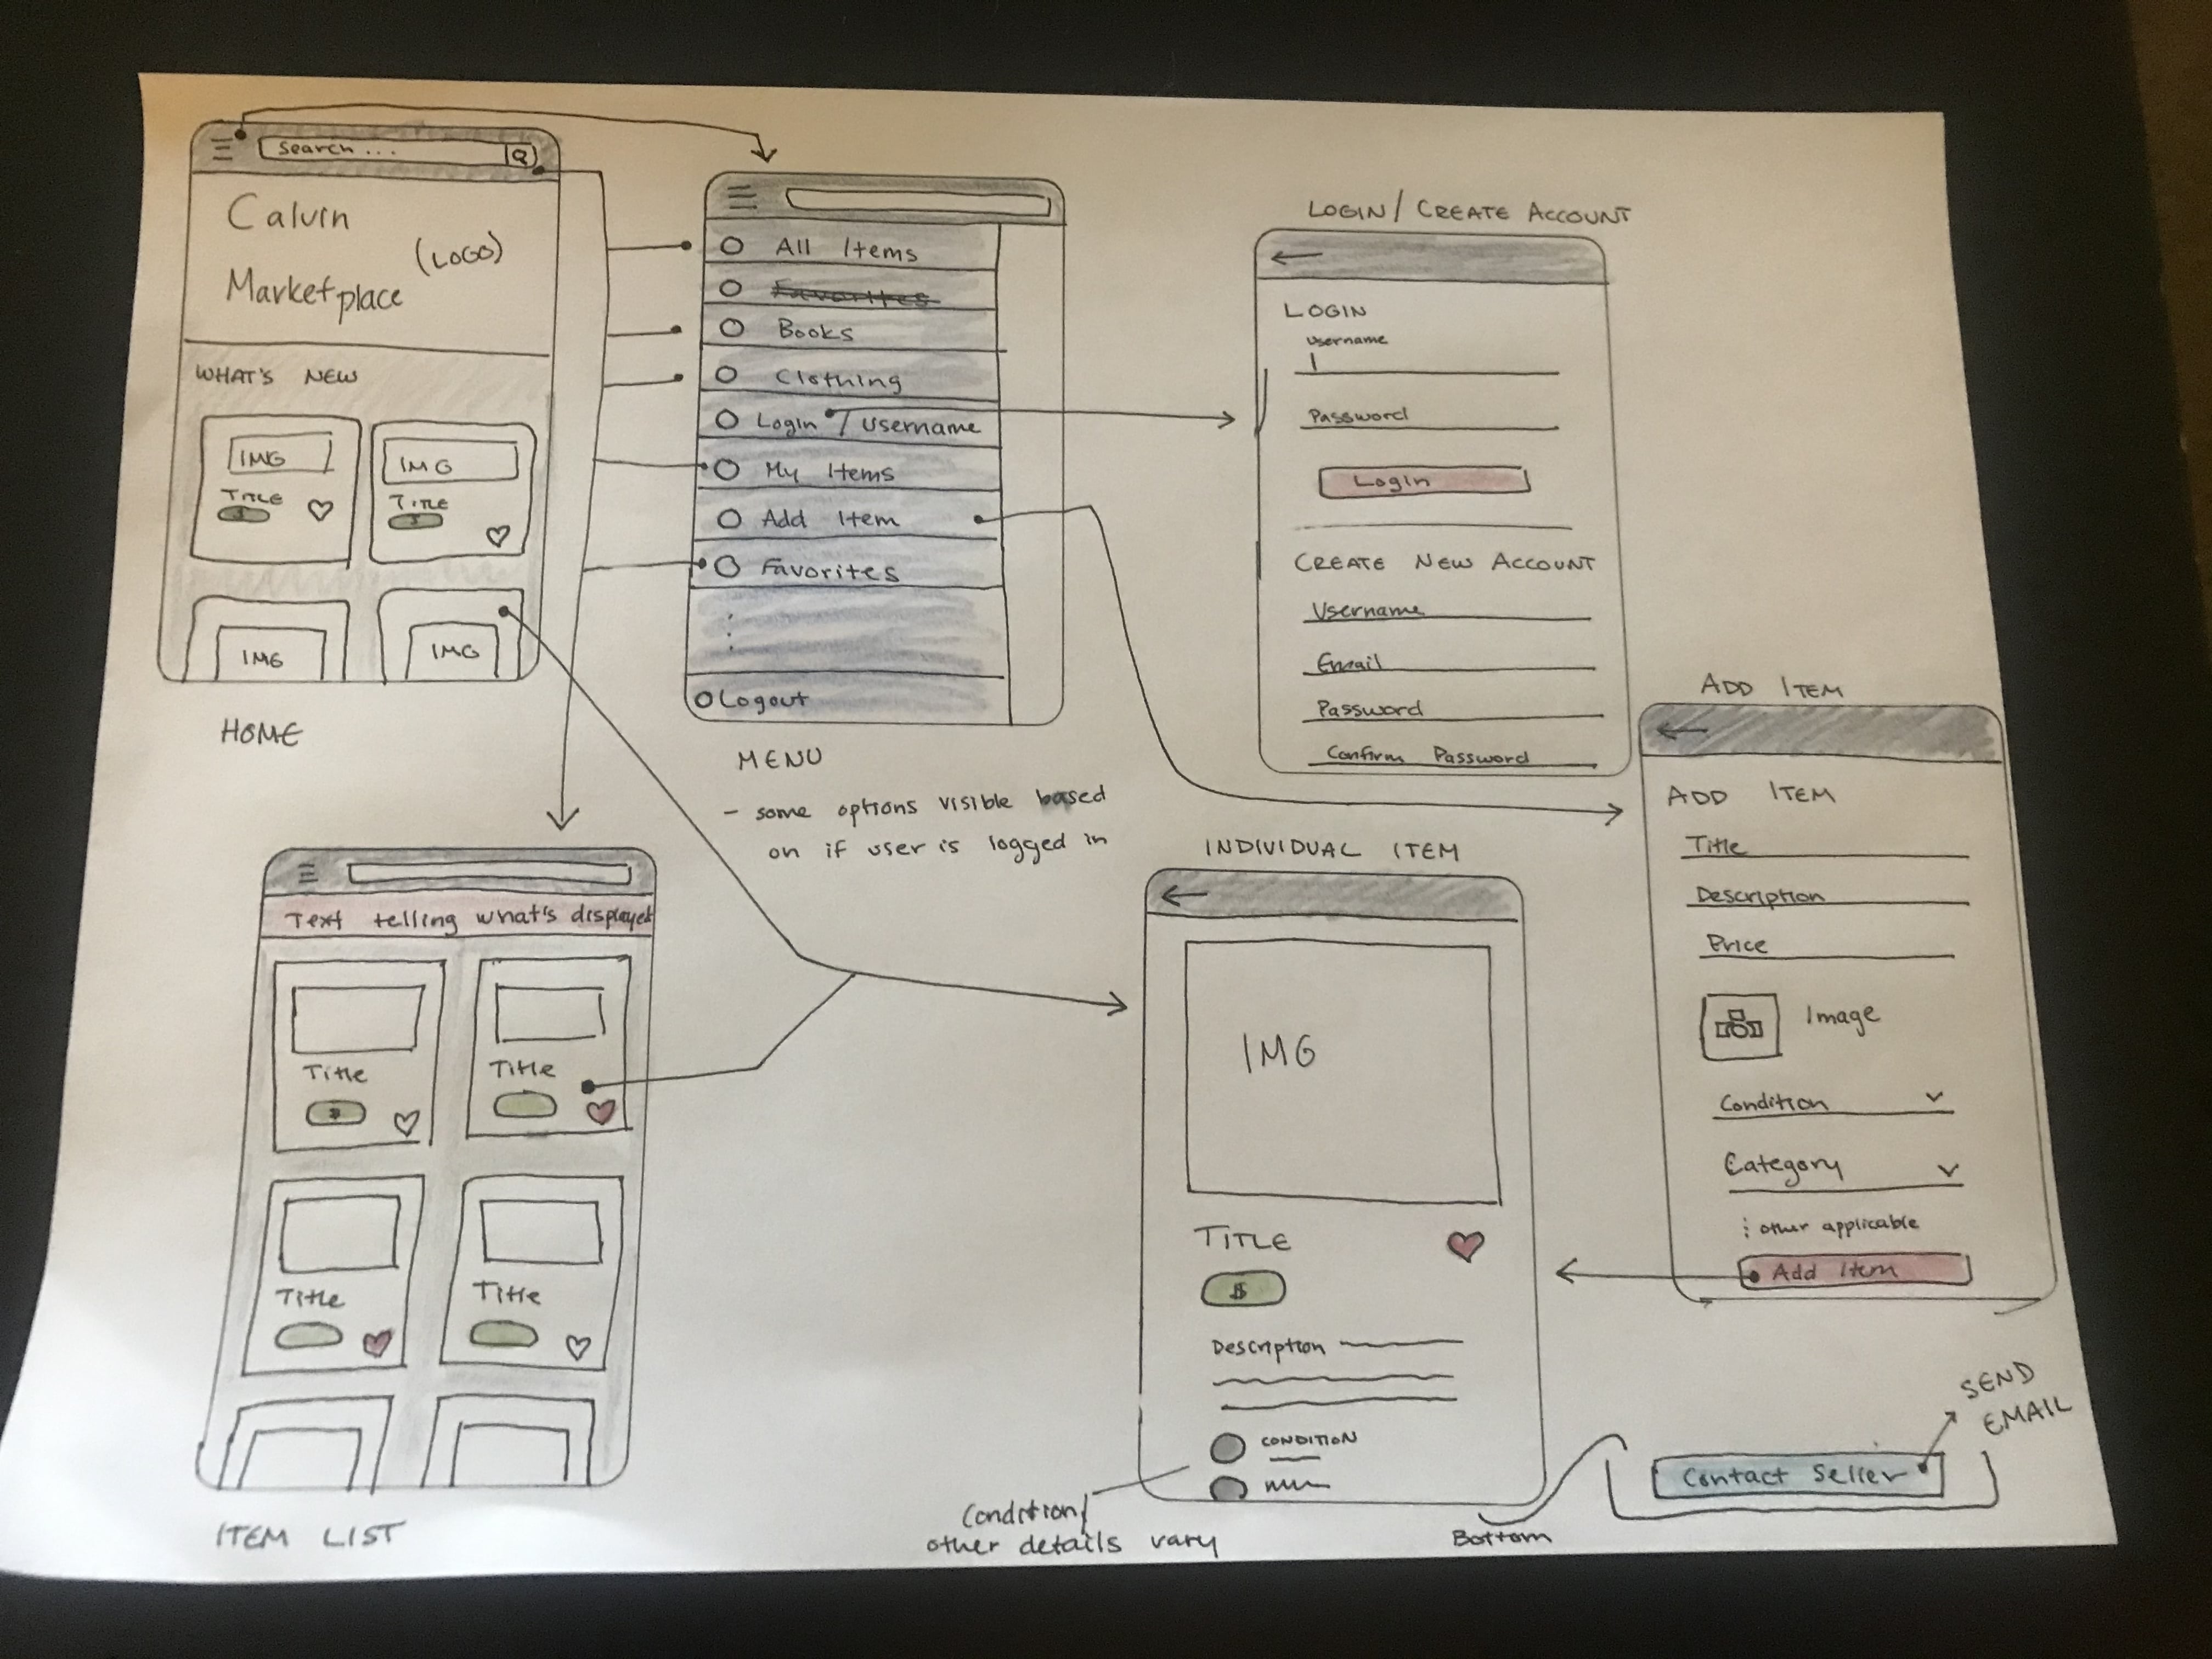 Search ...
Calvin
(LOGO)
Marketplace
WHAT'S NEW
IMG
TITLE
$
IMG
TITLE
$
IMG
IMG
HOME
All Items
Favorites
Books
Clothing
Login / Username
My Items
Add Item
Favorites
Logout
MENU
- some options visible based
on if user is logged in
LOGIN / CREATE ACCOUNT
LOGIN
Username
Password
Login
CREATE NEW ACCOUNT
Username
Email
Password
Confirm Password
ADD ITEM
ADD ITEM
Title
Description
Price
Image
Condition
Category
: other applicable
Add Item
Text telling what's displayed
Title
$
Title
Title
Title
ITEM LIST
INDIVIDUAL ITEM
IMG
TITLE
$
Description
CONDITION
Condition/
other details vary
Bottom
Contact Seller
SEND
EMAIL